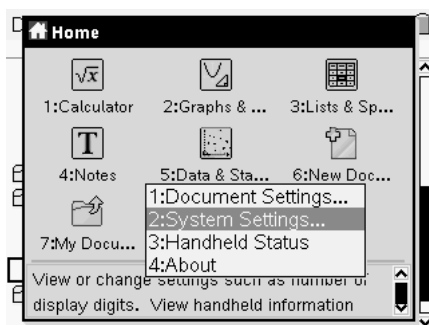 D
Home
√x
1:Calculator 2:Graphs & ... 3:Lists & Sp...
T
4:Notes 5:Data & Sta... 6:New Doc...
7:My Docu...
1:Document Settings...
2:System Settings...
3:Handheld Status
4:About
View or change settings such as number of
display digits. View handheld information